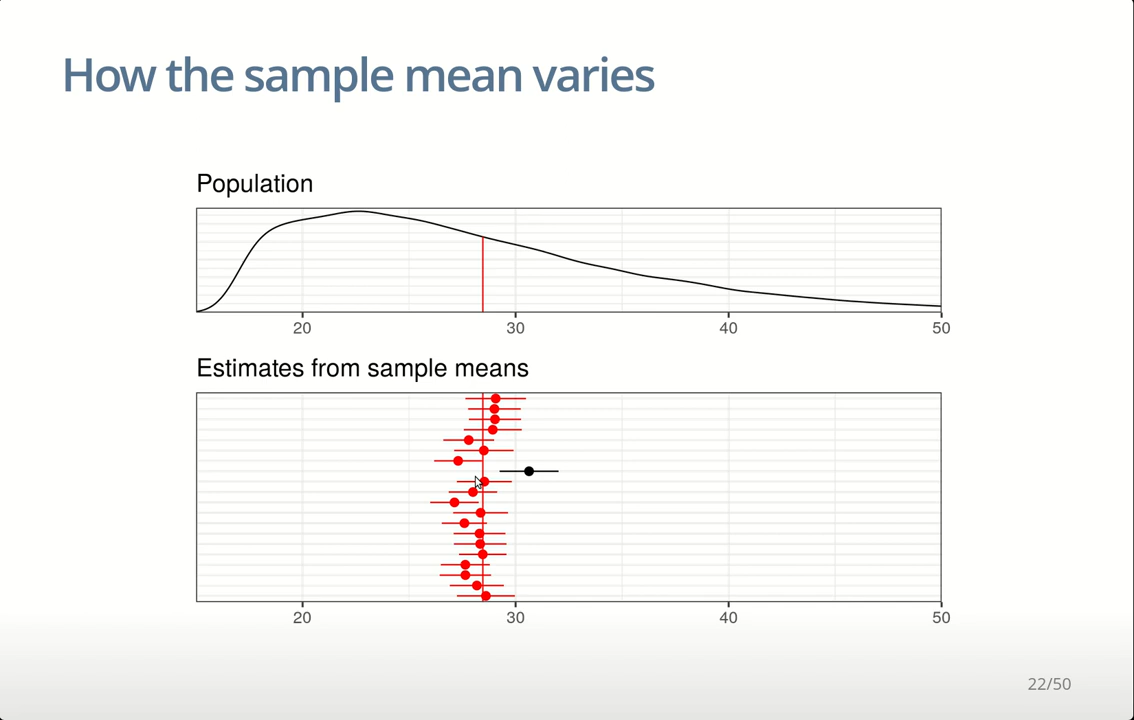 How the sample mean varies
Population
20 30 40 50
Estimates from sample means
20 30 40 50
22/50